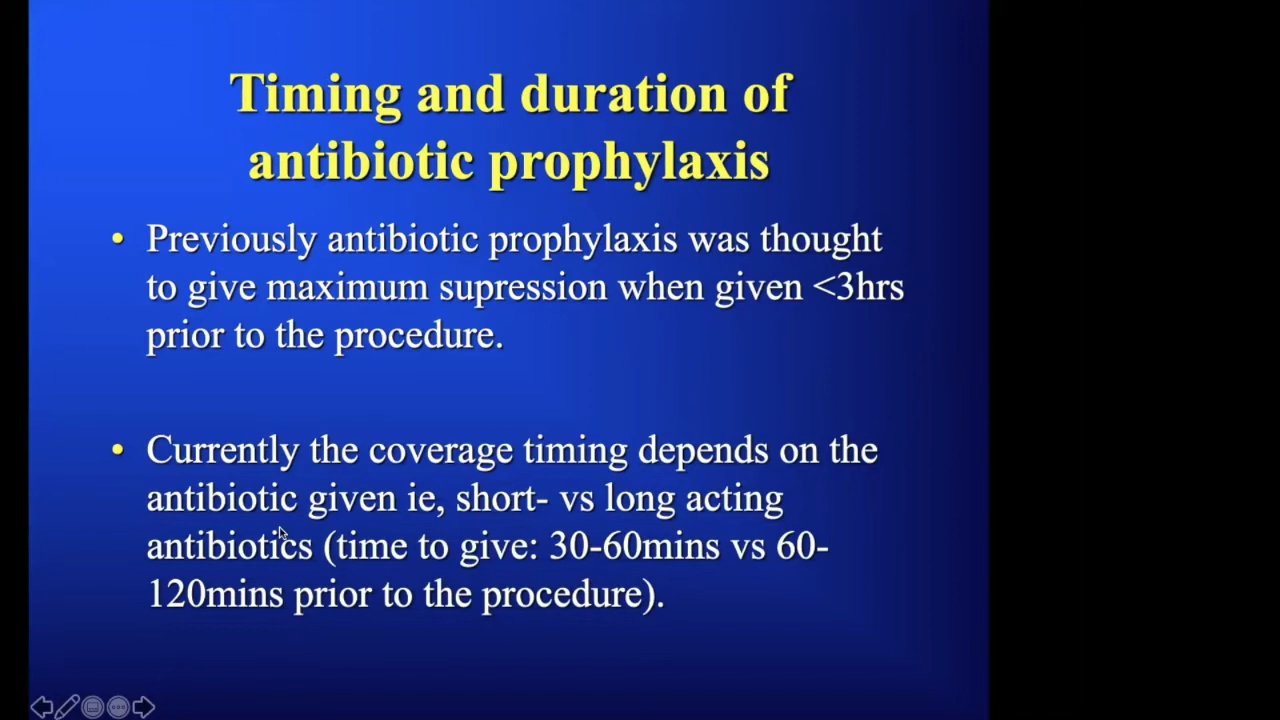 Timing and duration of
antibiotic prophylaxis
• Previously antibiotic prophylaxis was thought
to give maximum supression when given <3hrs
prior to the procedure.
• Currently the coverage timing depends on the
antibiotic given ie, short- vs long acting
antibiotics (time to give: 30-60mins vs 60-
120mins prior to the procedure).